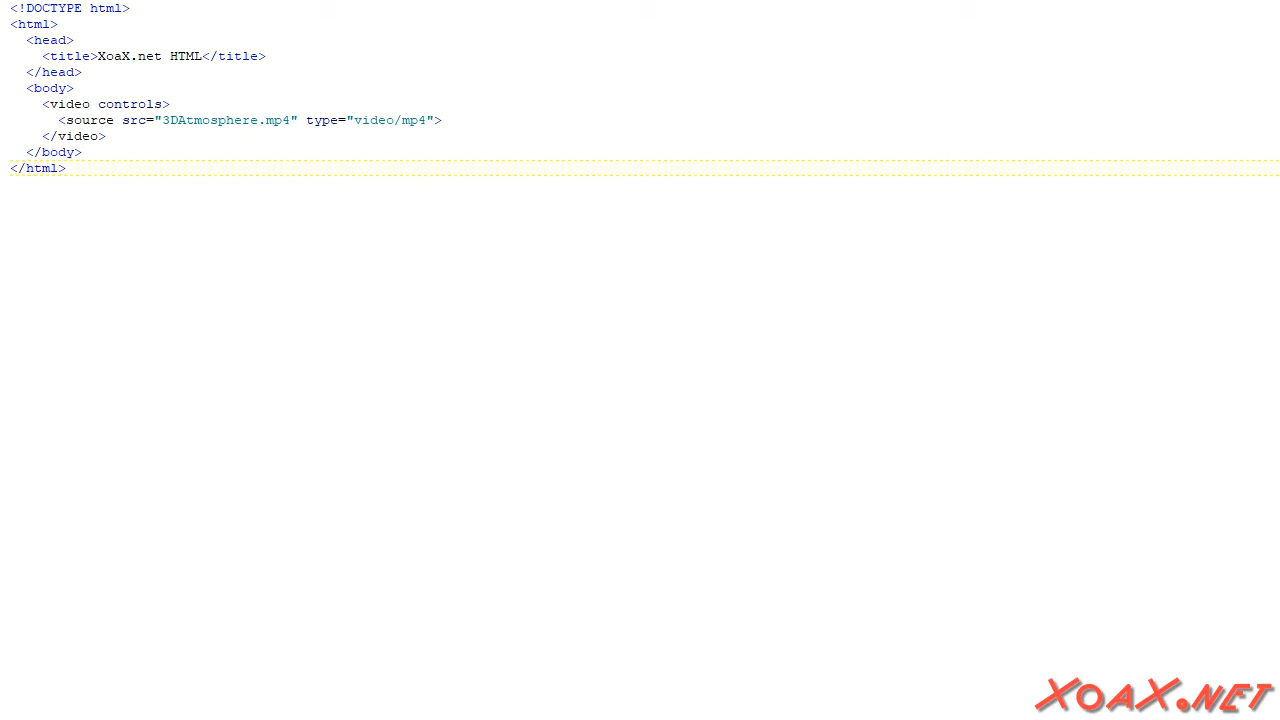 <!DOCTYPE html>
<html>
  <head>
    <title>XoaX.net HTML</title>
  </head>
  <body>
    <video controls>
      <source src="3DAtmosphere.mp4" type="video/mp4">
    </video>
  </body>
</html>
XOAX.NET